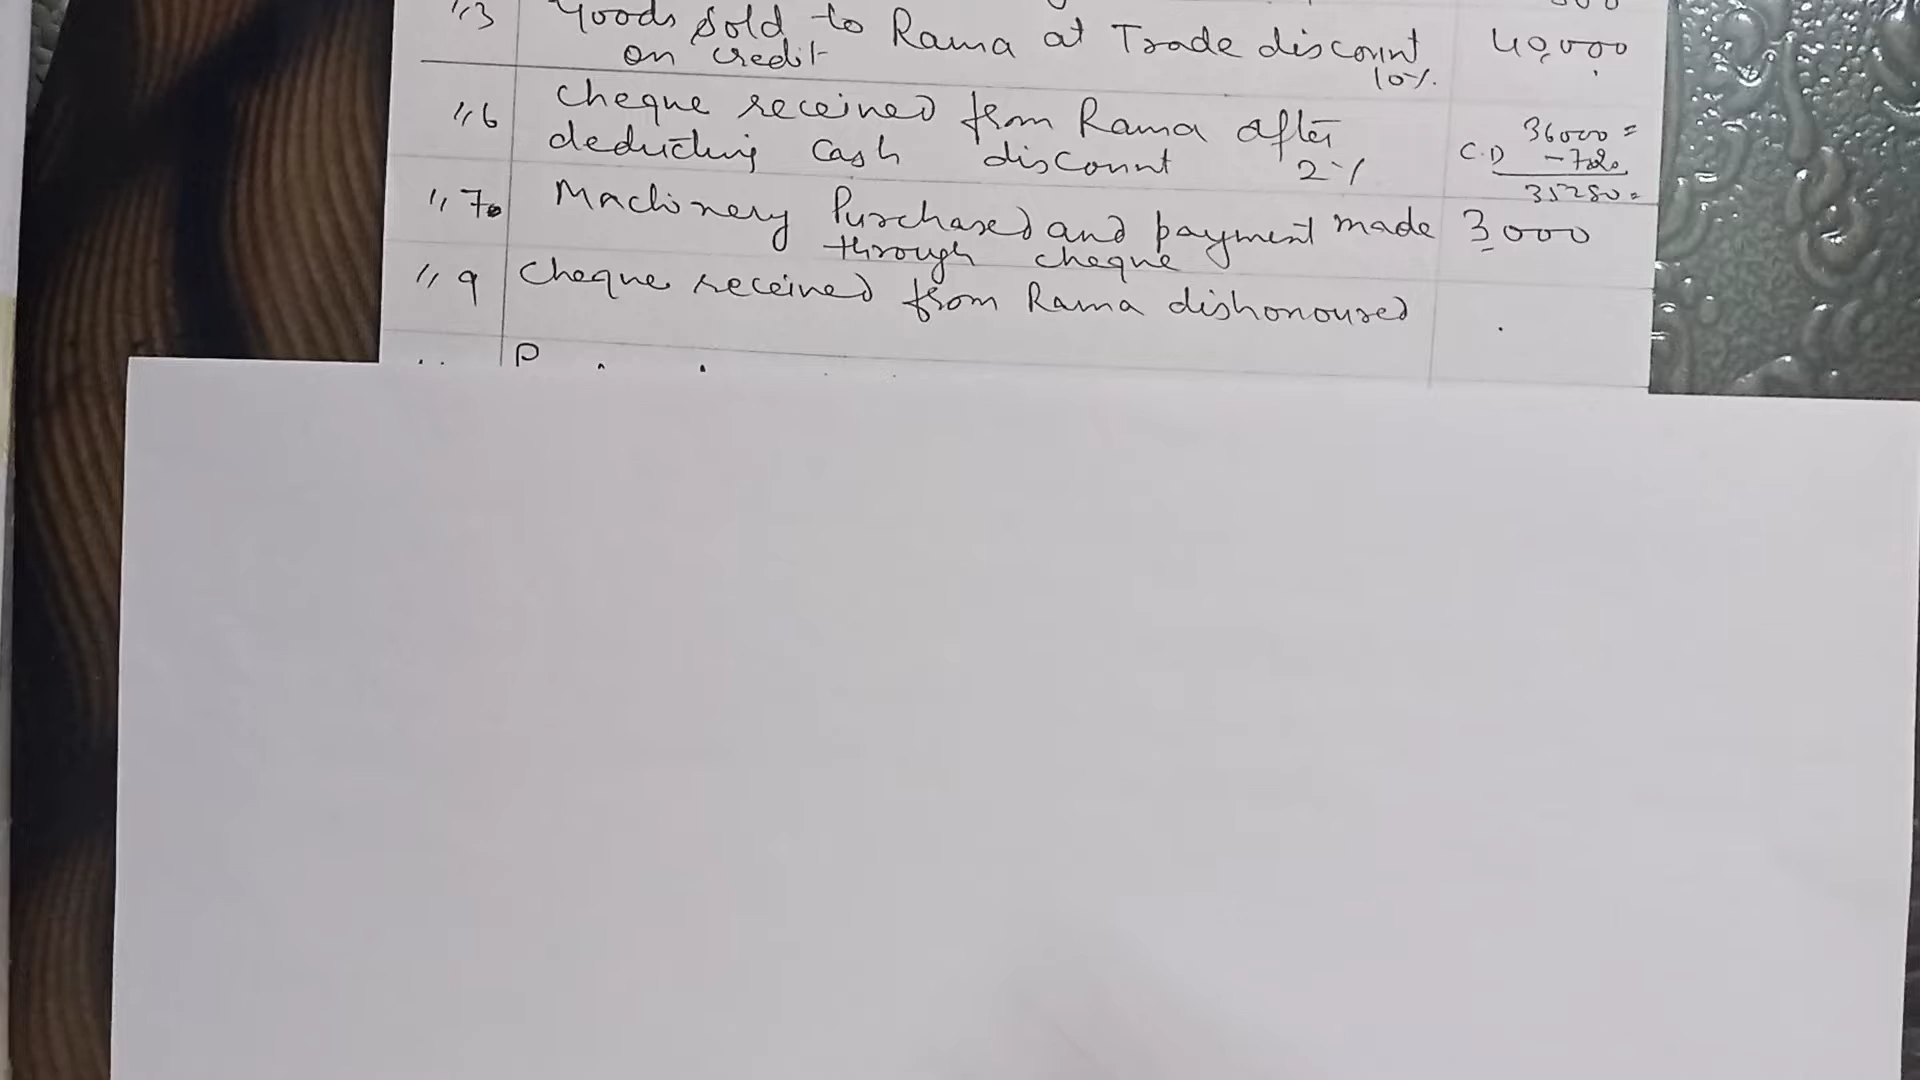 〃3 Goods sold to Rama at Trade discount 40,000
on credit 10%.
〃6 Cheque received from Rama after 36000=
deducting Cash discount 2% C.D -720
35280=
〃7 Machinery Purchased and payment made 3,000
through cheque
〃9 Cheque received from Rama dishonoured